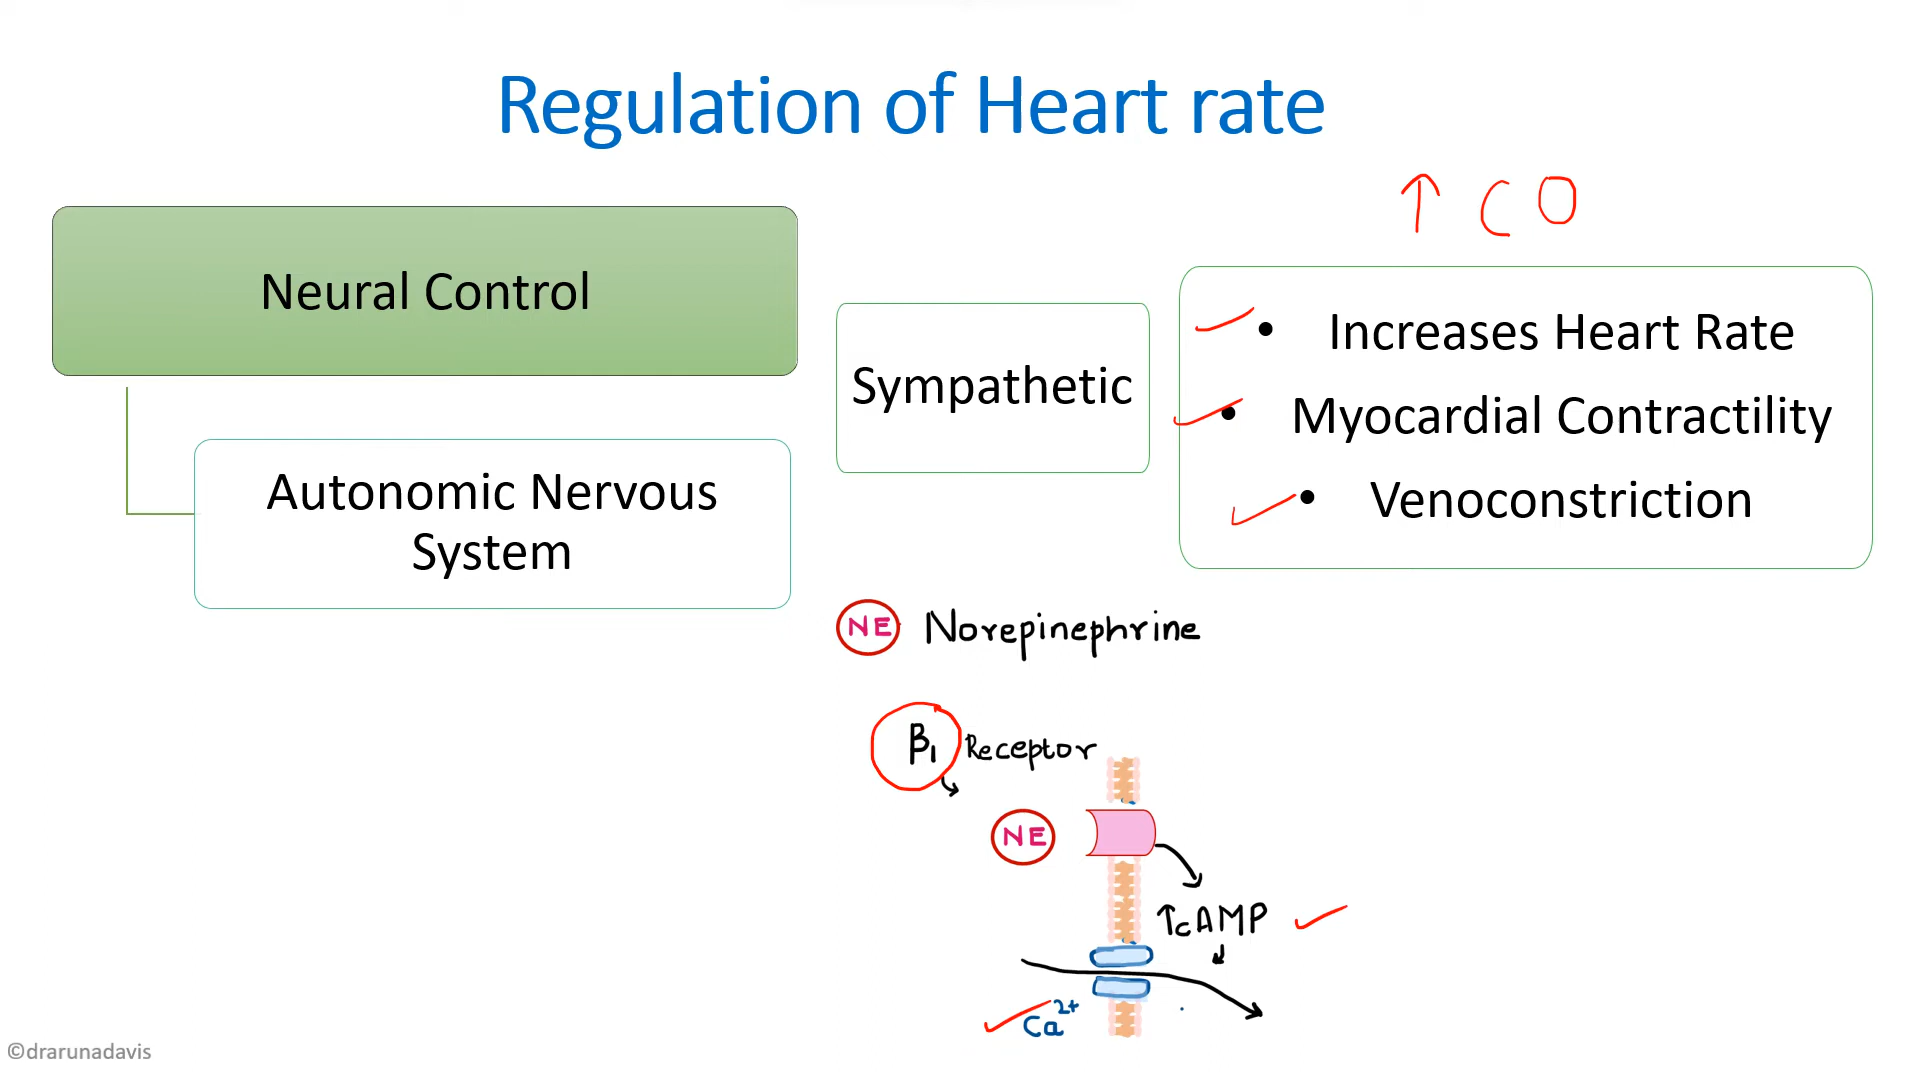 Regulation of Heart rate
↑ CO
Neural Control
Autonomic Nervous
System
Sympathetic
• Increases Heart Rate
• Myocardial Contractility
• Venoconstriction
NE Norepinephrine
β1 Receptor
NE
↑cAMP
Ca2+
©drarunadavis